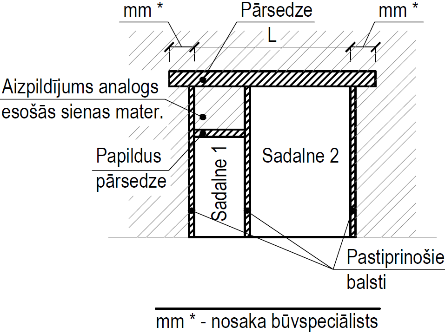 mm *
Pārsedze
mm *
L
Aizpildījums analogs
esošās sienas mater.
Papildus
pārsedze
Sadalne 1
Sadalne 2
Pastiprinošie
balsti
mm * - nosaka būvspeciālists